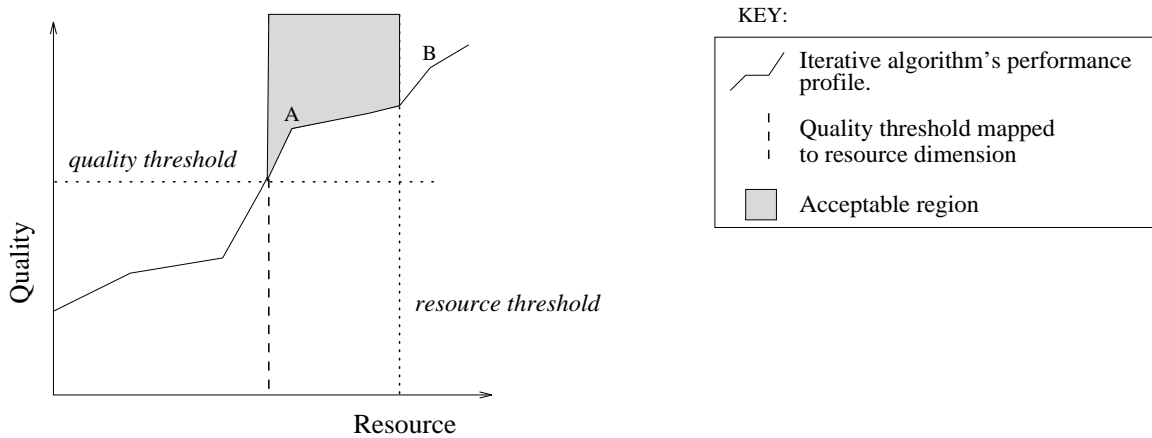 KEY:
Iterative algorithm's performance
profile.
Quality threshold mapped
to resource dimension
Acceptable region
B
A
quality threshold
resource threshold
Quality
Resource